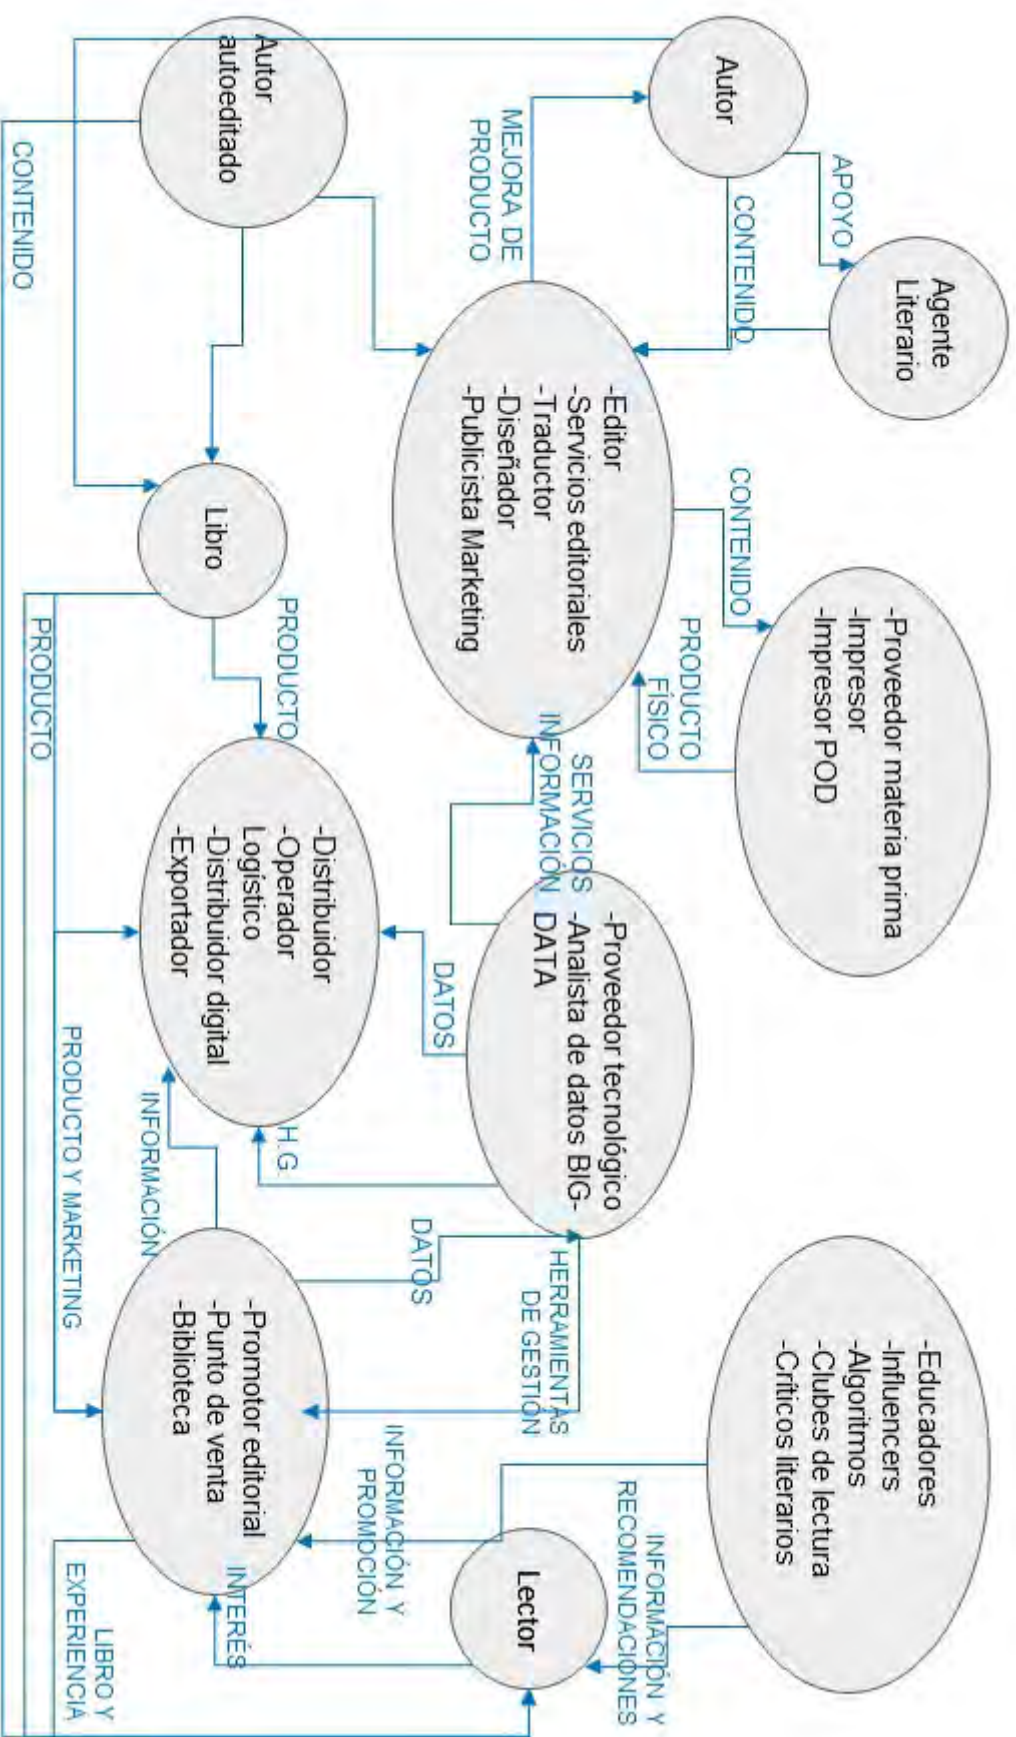 Agente
Literario
-Proveedor materia prima
-Impresor
-Impresor POD
-Educadores
-Influencers
-Algoritmos
-Clubes de lectura
-Críticos literarios
APOYO
Autor
CONTENIDO
CONTENIDO
PRODUCTO
FÍSICO
INFORMACIÓN Y
RECOMENDACIONES
MEJORA DE
PRODUCTO
-Editor
-Servicios editoriales
-Traductor
-Diseñador
-Publicista Marketing
SERVICIOS
INFORMACIÓN
-Proveedor tecnológico
-Analista de datos BIG-
DATA
HERRAMIENTAS
DE GESTIÓN
Lector
DATOS
DATOS
INFORMACIÓN Y
PROMOCIÓN
Autor
autoeditado
Libro
PRODUCTO
-Distribuidor
-Operador
Logístico
-Distribuidor digital
-Exportador
H.G.
INFORMACIÓN
-Promotor editorial
-Punto de venta
-Biblioteca
INTERÉS
CONTENIDO
PRODUCTO
PRODUCTO Y MARKETING
LIBRO Y
EXPERIENCIA